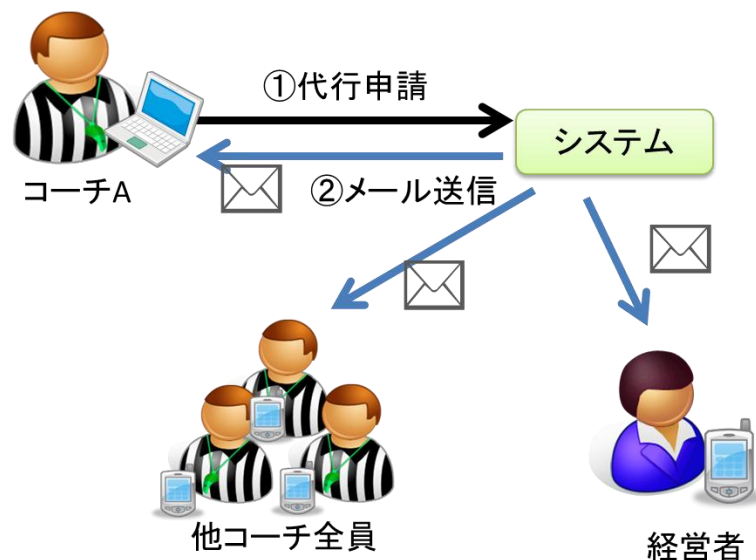 ①代行申請
システム
コーチA
②メール送信
他コーチ全員
経営者